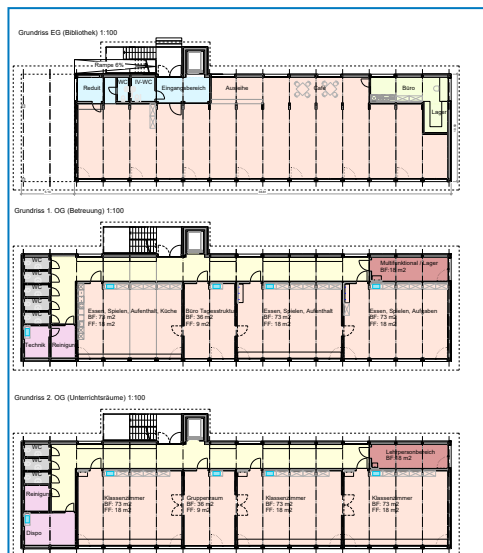 Grundriss EG (Bibliothek) 1:100
Rampe 6%
Reduit
WC
IV-WC
Eingangsbereich
Ausleihe
Café
Büro
Lager
Grundriss 1. OG (Betreuung) 1:100
WC
WC
WC
WC
WC
Technik
Reinigung
Essen, Spielen, Aufenthalt, Küche
BF: 73 m2
FF: 18 m2
Büro Tagesstruktur
BF: 36 m2
FF: 9 m2
Essen, Spielen, Aufenthalt
BF: 73 m2
FF: 18 m2
Multifunktional / Lager
BF:18 m2
Essen, Spielen, Aufgaben
BF: 73 m2
FF: 18 m2
Grundriss 2. OG (Unterrichtsräume) 1:100
WC
WC
WC
WC
Reinigung
Dispo
Klassenzimmer
BF: 73 m2
FF: 18 m2
Gruppenraum
BF: 36 m2
FF: 9 m2
Klassenzimmer
BF: 73 m2
FF: 18 m2
Lehrpersonbereich
BF:18 m2
Klassenzimmer
BF: 73 m2
FF: 18 m2